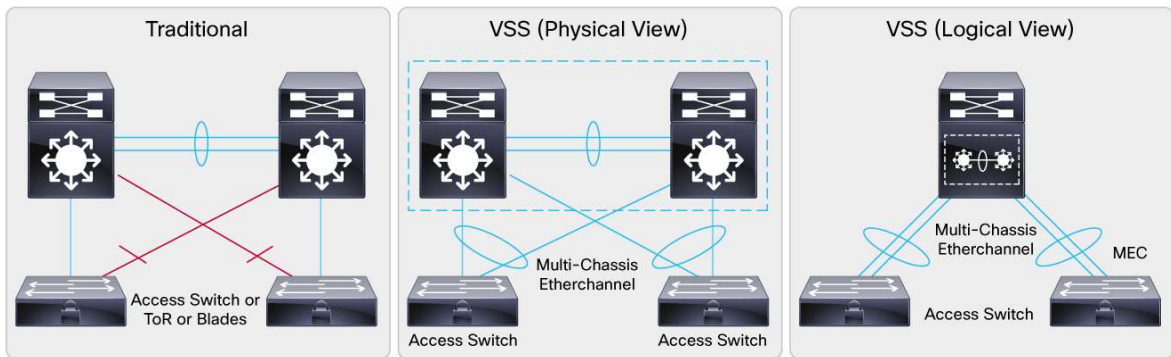 Traditional
Access Switch or
ToR or Blades
VSS (Physical View)
Multi-Chassis
Etherchannel
Access Switch
Access Switch
VSS (Logical View)
Multi-Chassis
Etherchannel
MEC
Access Switch